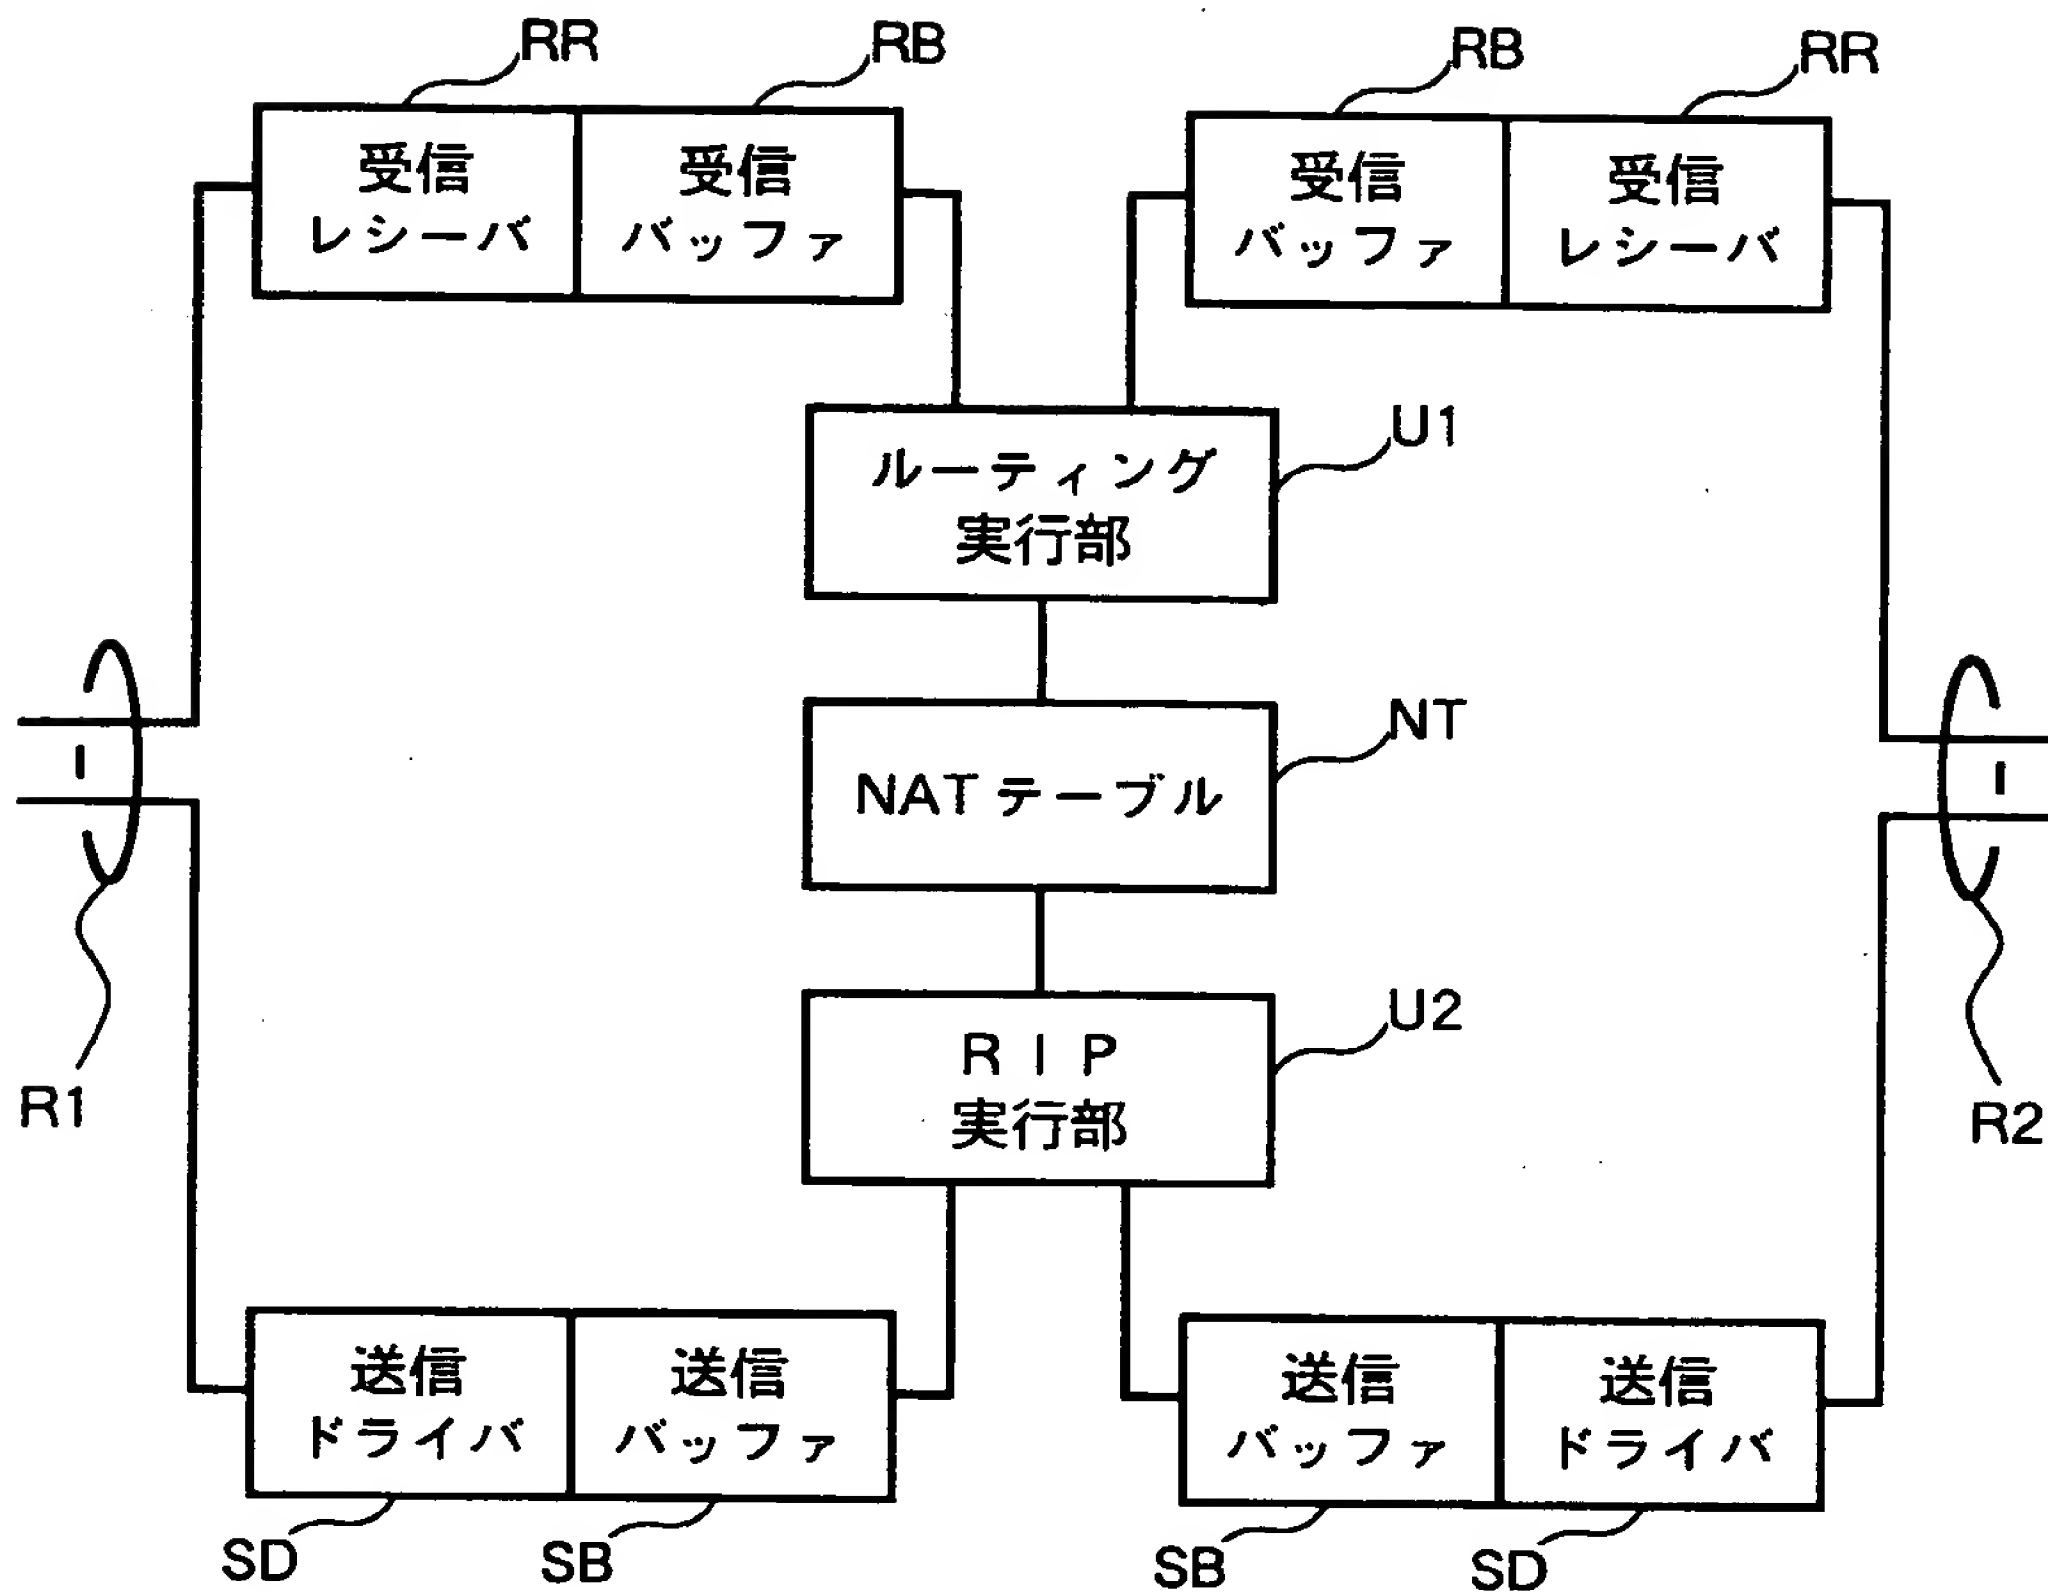 RR
RB
RB
RR
受信
レシーバ
受信
バッファ
受信
バッファ
受信
レシーバ
U1
ルーティング
実行部
NT
NATテーブル
U2
RIP
実行部
R1
R2
送信
ドライバ
送信
バッファ
送信
バッファ
送信
ドライバ
SD
SB
SB
SD